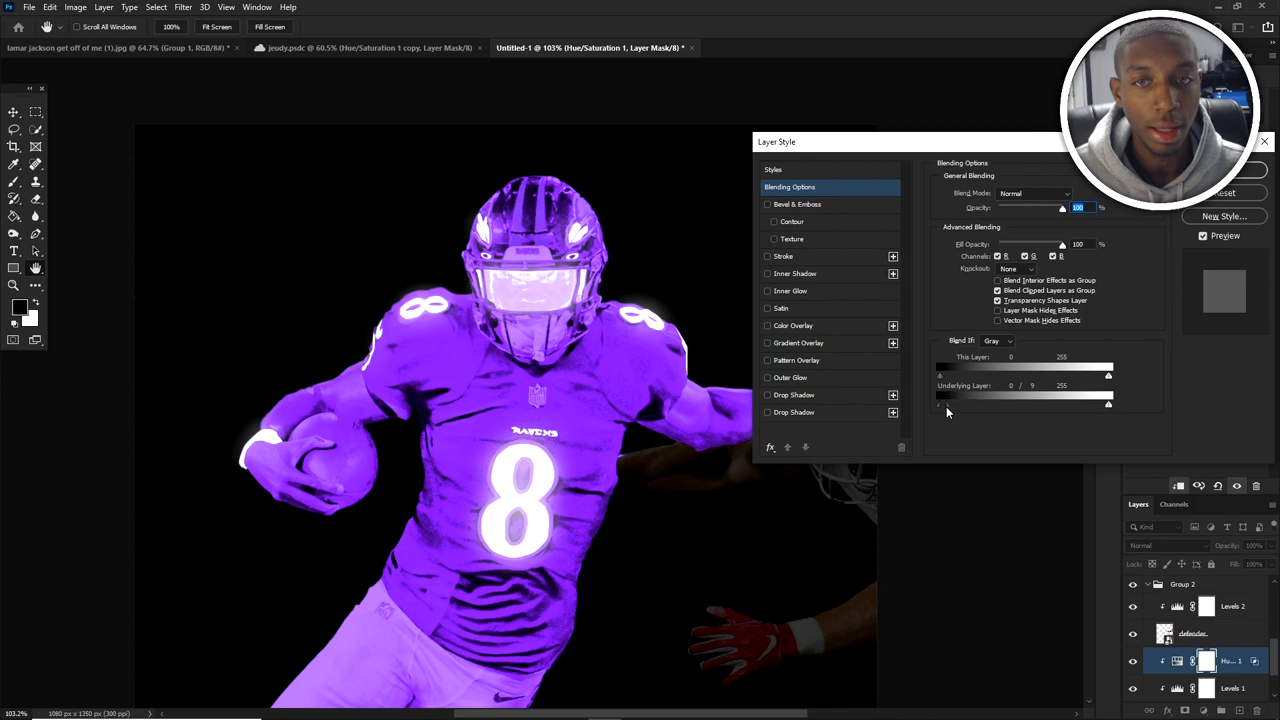 Ps File Edit Image Layer Type Select Filter 3D View Window Help
Scroll All Windows 100% Fit Screen Fill Screen
lamar jackson get off of me (1).jpg @ 64.7% (Group 1, RGB/8#) * × jeudy.psdc @ 60.5% (Hue/Saturation 1 copy, Layer Mask/8) × Untitled-1 @ 103% (Hue/Saturation 1, Layer Mask/8) * ×
Layer Style
Styles
Blending Options
Bevel & Emboss
Contour
Texture
Stroke
Inner Shadow
Inner Glow
Satin
Color Overlay
Gradient Overlay
Pattern Overlay
Outer Glow
Drop Shadow
Drop Shadow
fx
Blending Options
General Blending
Blend Mode: Normal
Opacity: 100 %
Advanced Blending
Fill Opacity: 100 %
Channels: R G B
Knockout: None
Blend Interior Effects as Group
Blend Clipped Layers as Group
Transparency Shapes Layer
Layer Mask Hides Effects
Vector Mask Hides Effects
Blend If: Gray
This Layer: 0 255
Underlying Layer: 0 / 9 255
New Style...
Preview
8
8
NFL
RAVENS
8
Layers Channels
Kind
Normal Opacity: 100%
Lock: Fill: 100%
Group 2
Levels 2
defender
Hu... 1
Levels 1
103.2% 1080 px x 1350 px (300 ppi)